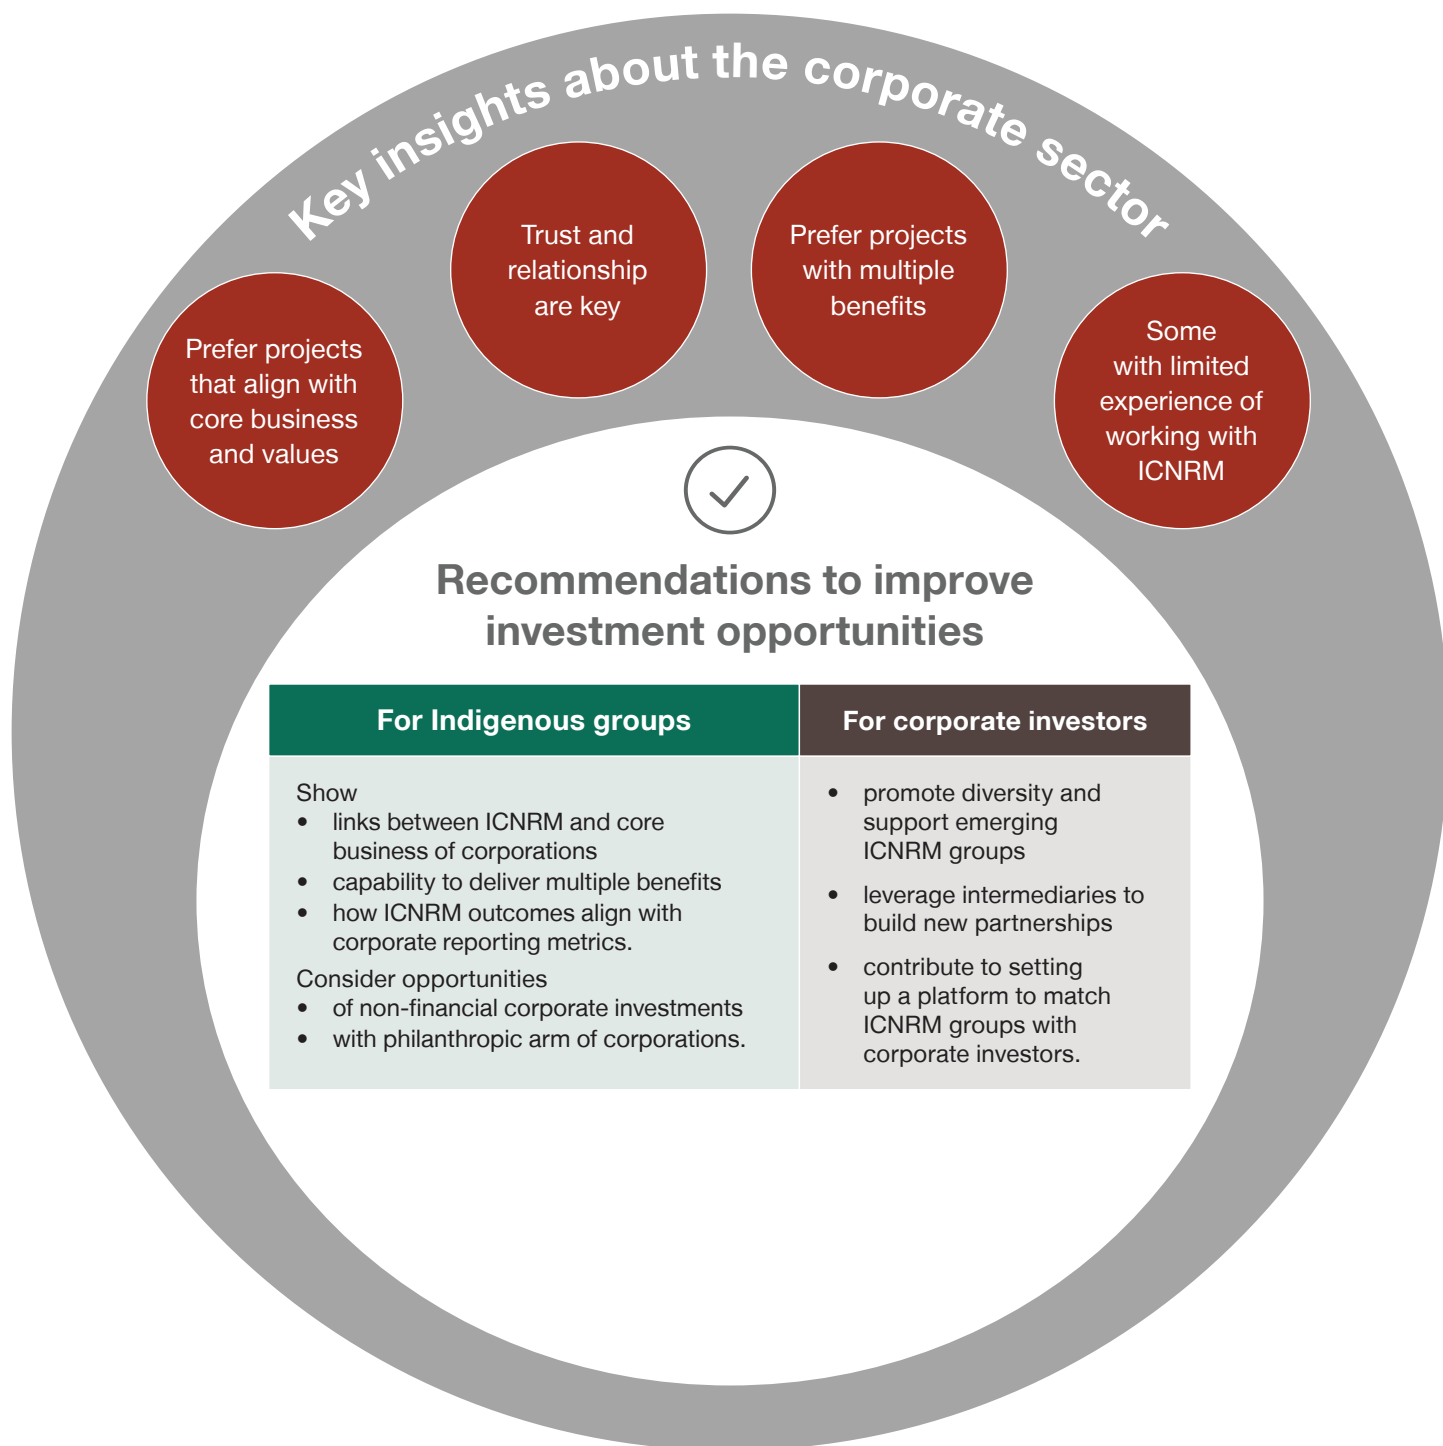 Key insights about the corporate sector
Prefer projects
that align with
core business
and values
Trust and
relationship
are key
Prefer projects
with multiple
benefits
Some
with limited
experience of
working with
ICNRM
Recommendations to improve
investment opportunities
For Indigenous groups
Show
• links between ICNRM and core
business of corporations
• capability to deliver multiple benefits
• how ICNRM outcomes align with
corporate reporting metrics.
Consider opportunities
• of non-financial corporate investments
• with philanthropic arm of corporations.
For corporate investors
• promote diversity and
support emerging
ICNRM groups
• leverage intermediaries to
build new partnerships
• contribute to setting
up a platform to match
ICNRM groups with
corporate investors.